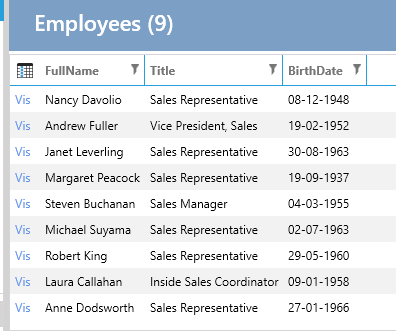 Employees (9)
FullName Title BirthDate
Vis Nancy Davolio Sales Representative 08-12-1948
Vis Andrew Fuller Vice President, Sales 19-02-1952
Vis Janet Leverling Sales Representative 30-08-1963
Vis Margaret Peacock Sales Representative 19-09-1937
Vis Steven Buchanan Sales Manager 04-03-1955
Vis Michael Suyama Sales Representative 02-07-1963
Vis Robert King Sales Representative 29-05-1960
Vis Laura Callahan Inside Sales Coordinator 09-01-1958
Vis Anne Dodsworth Sales Representative 27-01-1966